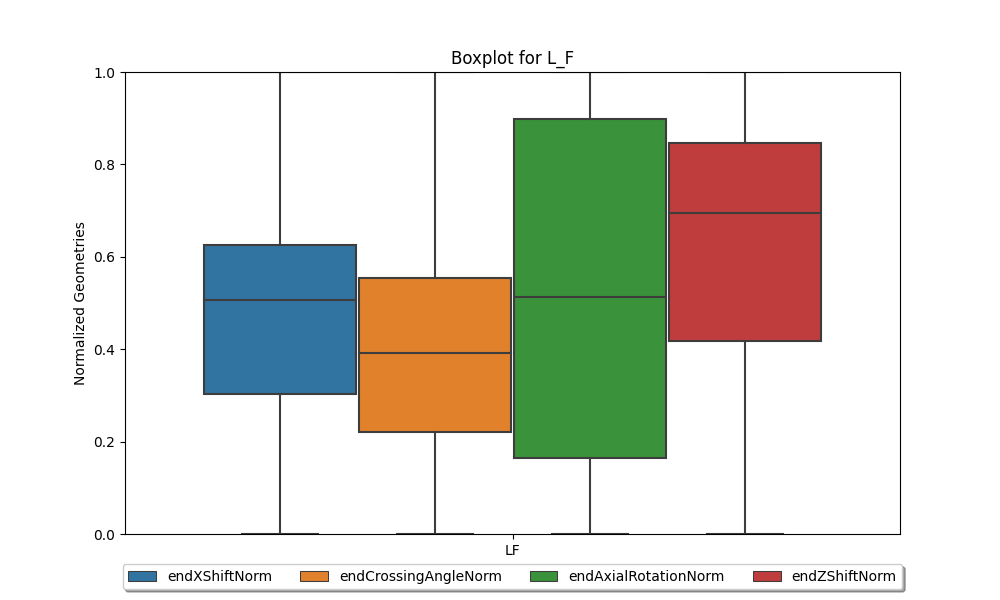 Boxplot for L_F
1.0
0.8
0.6
0.4
0.2
0.0
Normalized Geometries
LF
endXShiftNorm endCrossingAngleNorm endAxialRotationNorm endZShiftNorm